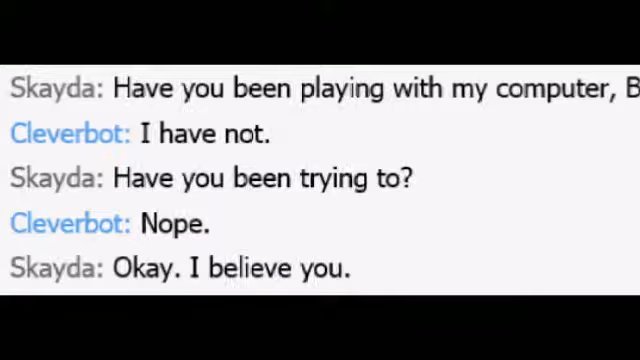 Skayda: Have you been playing with my computer, B
Cleverbot: I have not.
Skayda: Have you been trying to?
Cleverbot: Nope.
Skayda: Okay. I believe you.